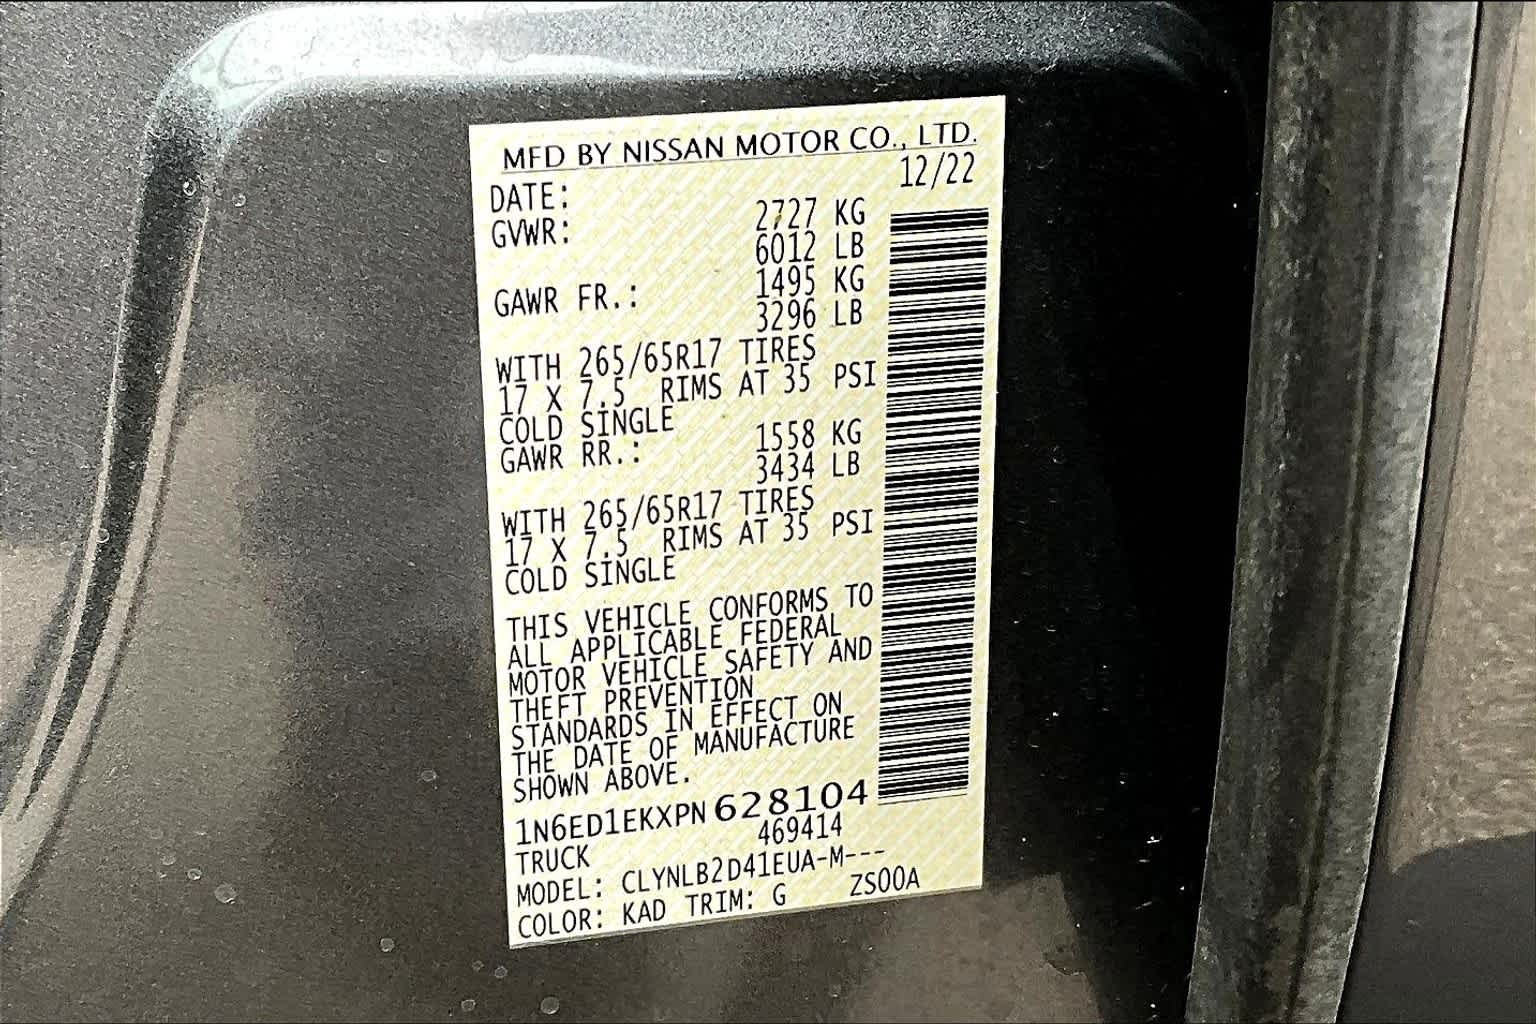 MFD BY NISSAN MOTOR CO., LTD.
DATE: 12/22
GVWR: 2727 KG
6012 LB
GAWR FR.: 1495 KG
3296 LB
WITH 265/65R17 TIRES
17 X 7.5 RIMS AT 35 PSI
COLD SINGLE
GAWR RR.: 1558 KG
3434 LB
WITH 265/65R17 TIRES
17 X 7.5 RIMS AT 35 PSI
COLD SINGLE
THIS VEHICLE CONFORMS TO
ALL APPLICABLE FEDERAL
MOTOR VEHICLE SAFETY AND
THEFT PREVENTION
STANDARDS IN EFFECT ON
THE DATE OF MANUFACTURE
SHOWN ABOVE.
1N6ED1EKXPN628104
TRUCK 469414
MODEL: CLYNLB2D41EUA-M---
COLOR: KAD TRIM: G ZS00A